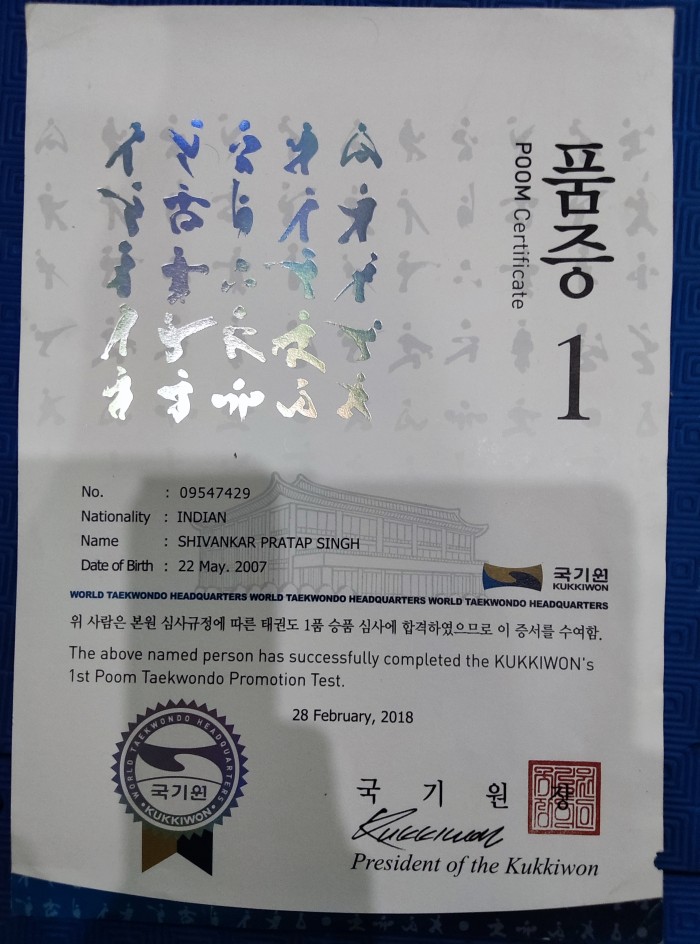 품증
POOM Certificate
1
No. : 09547429
Nationality : INDIAN
Name : SHIVANKAR PRATAP SINGH
Date of Birth : 22 May. 2007
국기원
KUKKIWON
WORLD TAEKWONDO HEADQUARTERS WORLD TAEKWONDO HEADQUARTERS WORLD TAEKWONDO HEADQUARTERS
위 사람은 본원 심사규정에 따른 태권도 1품 승품 심사에 합격하였으므로 이 증서를 수여함.
The above named person has successfully completed the KUKKIWON's
1st Poom Taekwondo Promotion Test.
28 February, 2018
WORLD TAEKWONDO HEADQUARTERS
국기원
KUKKIWON
국 기 원 장
Kukkiwon
President of the Kukkiwon